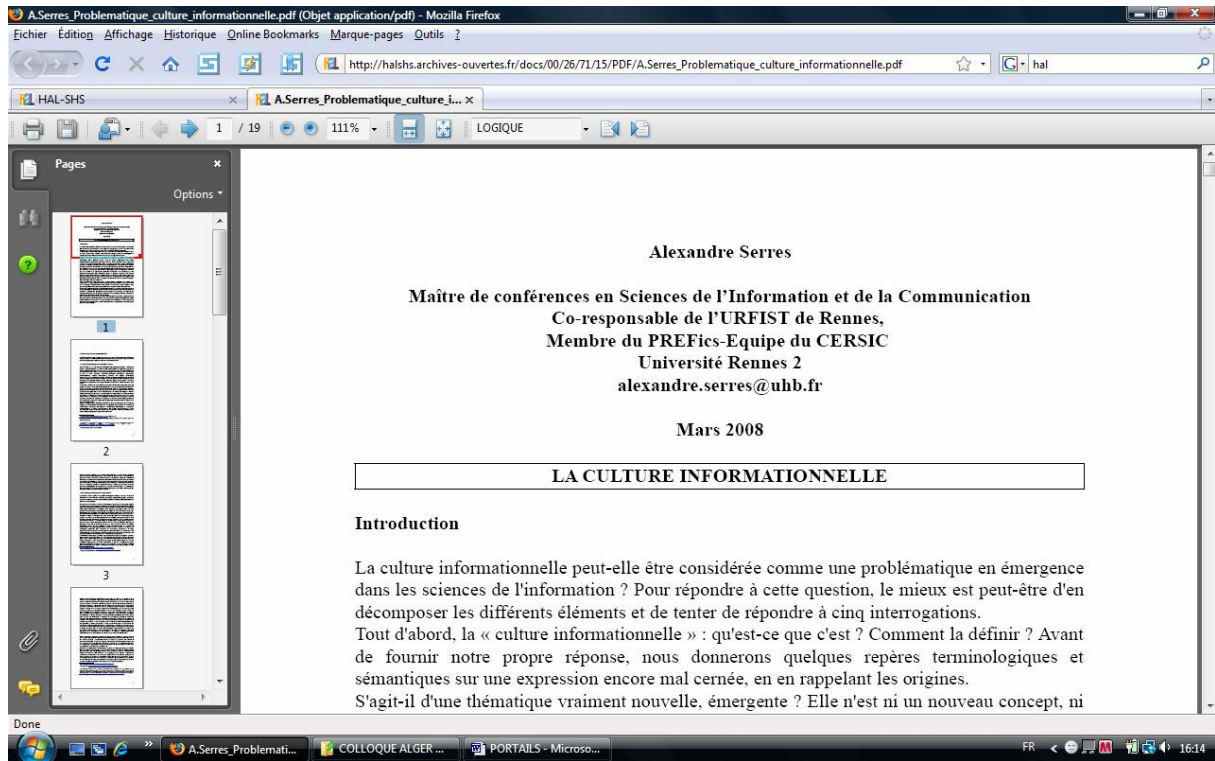 A.Serres_Problematique_culture_informationnelle.pdf (Objet application/pdf) - Mozilla Firefox
Fichier Édition Affichage Historique Online Bookmarks Marque-pages Outils ?
http://halshs.archives-ouvertes.fr/docs/00/26/71/15/PDF/A.Serres_Problematique_culture_informationnelle.pdf
G hal
HAL-SHS
A.Serres_Problematique_culture_i...
1 / 19 111% LOGIQUE
Pages
Options
1
2
3
Alexandre Serres
Maître de conférences en Sciences de l'Information et de la Communication
Co-responsable de l'URFIST de Rennes,
Membre du PREFics-Equipe du CERSIC
Université Rennes 2
alexandre.serres@uhb.fr
Mars 2008
LA CULTURE INFORMATIONNELLE
Introduction
La culture informationnelle peut-elle être considérée comme une problématique en émergence
dans les sciences de l'information ? Pour répondre à cette question, le mieux est peut-être d'en
décomposer les différents éléments et de tenter de répondre à cinq interrogations.
Tout d'abord, la « culture informationnelle » : qu'est-ce que c'est ? Comment la définir ? Avant
de fournir notre propre réponse, nous donnerons quelques repères terminologiques et
sémantiques sur une expression encore mal cernée, en en rappelant les origines.
S'agit-il d'une thématique vraiment nouvelle, émergente ? Elle n'est ni un nouveau concept, ni
Done
A.Serres_Problemati... COLLOQUE ALGER ... PORTAILS - Microso... FR 16:14